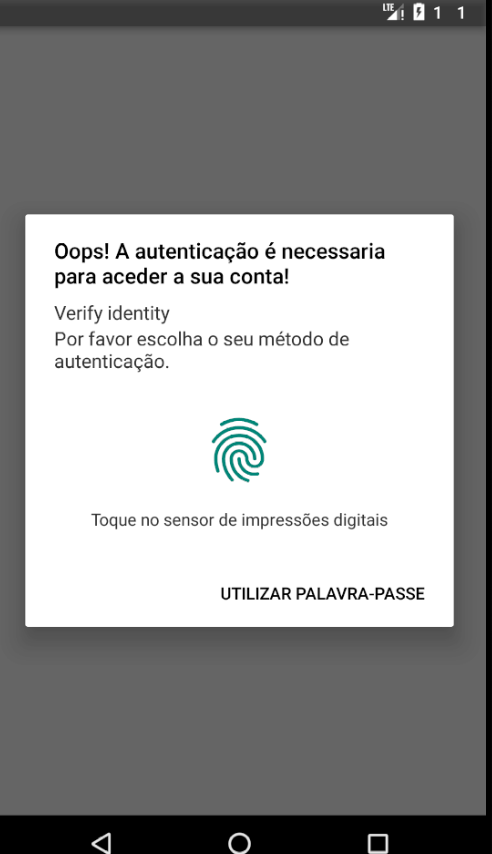 LTE ! 1 1
Oops! A autenticação é necessaria
para aceder a sua conta!
Verify identity
Por favor escolha o seu método de
autenticação.
Toque no sensor de impressões digitais
UTILIZAR PALAVRA-PASSE